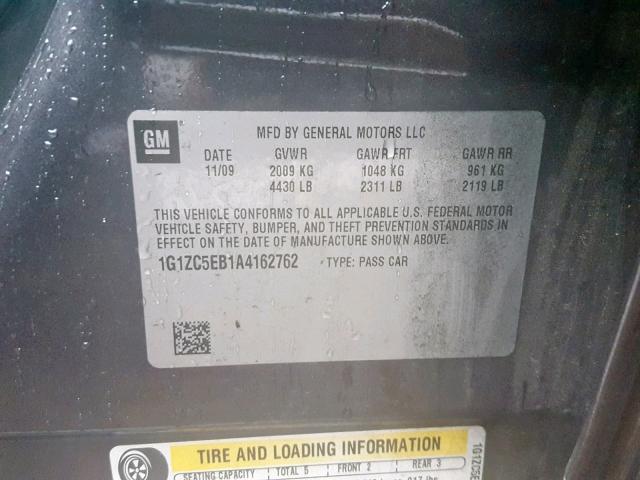 GM
MFD BY GENERAL MOTORS LLC
DATE GVWR GAWR FRT GAWR RR
11/09 2009 KG 1048 KG 961 KG
4430 LB 2311 LB 2119 LB
THIS VEHICLE CONFORMS TO ALL APPLICABLE U.S. FEDERAL MOTOR
VEHICLE SAFETY, BUMPER, AND THEFT PREVENTION STANDARDS
IN EFFECT ON THE DATE OF MANUFACTURE SHOWN ABOVE.
1G1ZC5EB1A4162762 TYPE: PASS CAR
TIRE AND LOADING INFORMATION
SEATING CAPACITY TOTAL 5 FRONT 2 REAR 3
1G1ZC5E